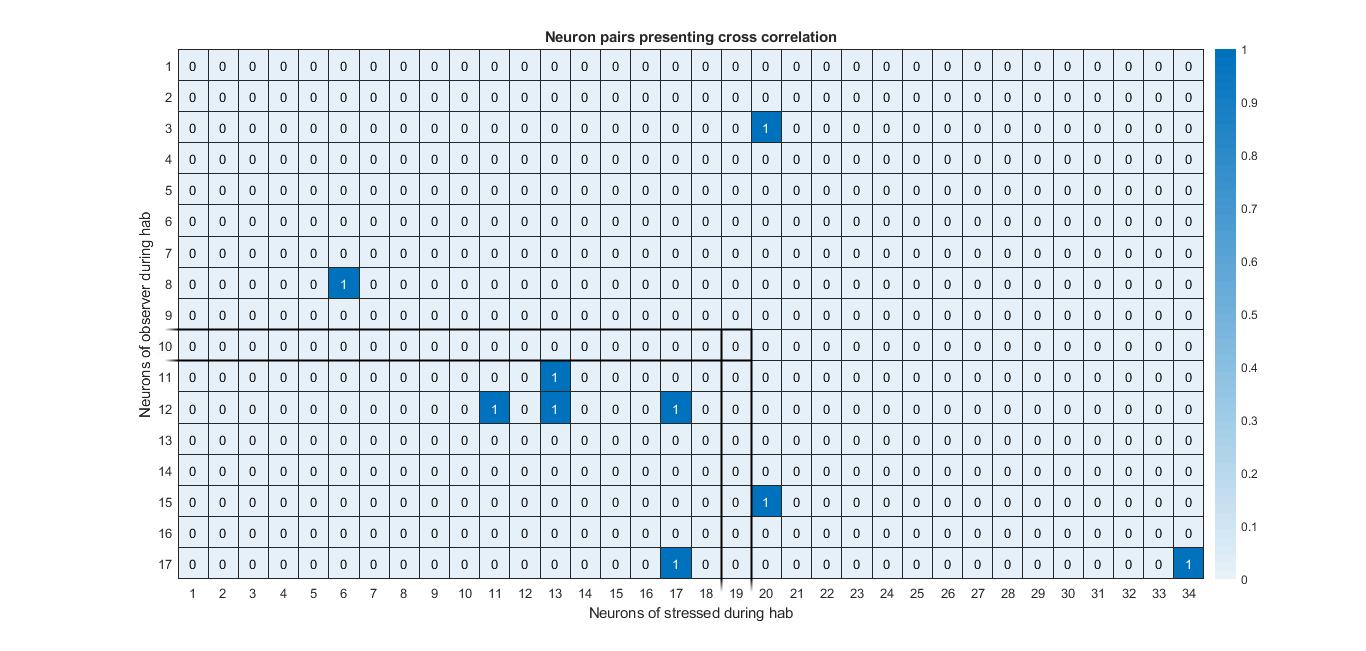 Neuron pairs presenting cross correlation
1 0 0 0 0 0 0 0 0 0 0 0 0 0 0 0 0 0 0 0 0 0 0 0 0 0 0 0 0 0 0 0 0 0 0 1
2 0 0 0 0 0 0 0 0 0 0 0 0 0 0 0 0 0 0 0 0 0 0 0 0 0 0 0 0 0 0 0 0 0 0 0.9
3 0 0 0 0 0 0 0 0 0 0 0 0 0 0 0 0 0 0 0 1 0 0 0 0 0 0 0 0 0 0 0 0 0 0 0.8
4 0 0 0 0 0 0 0 0 0 0 0 0 0 0 0 0 0 0 0 0 0 0 0 0 0 0 0 0 0 0 0 0 0 0
5 0 0 0 0 0 0 0 0 0 0 0 0 0 0 0 0 0 0 0 0 0 0 0 0 0 0 0 0 0 0 0 0 0 0 0.7
6 0 0 0 0 0 0 0 0 0 0 0 0 0 0 0 0 0 0 0 0 0 0 0 0 0 0 0 0 0 0 0 0 0 0
7 0 0 0 0 0 0 0 0 0 0 0 0 0 0 0 0 0 0 0 0 0 0 0 0 0 0 0 0 0 0 0 0 0 0 0.6
8 0 0 0 0 0 1 0 0 0 0 0 0 0 0 0 0 0 0 0 0 0 0 0 0 0 0 0 0 0 0 0 0 0 0
9 0 0 0 0 0 0 0 0 0 0 0 0 0 0 0 0 0 0 0 0 0 0 0 0 0 0 0 0 0 0 0 0 0 0 0.5
10 0 0 0 0 0 0 0 0 0 0 0 0 0 0 0 0 0 0 0 0 0 0 0 0 0 0 0 0 0 0 0 0 0 0 0.4
11 0 0 0 0 0 0 0 0 0 0 0 0 1 0 0 0 0 0 0 0 0 0 0 0 0 0 0 0 0 0 0 0 0 0
12 0 0 0 0 0 0 0 0 0 0 1 0 1 0 0 0 1 0 0 0 0 0 0 0 0 0 0 0 0 0 0 0 0 0 0.3
13 0 0 0 0 0 0 0 0 0 0 0 0 0 0 0 0 0 0 0 0 0 0 0 0 0 0 0 0 0 0 0 0 0 0
14 0 0 0 0 0 0 0 0 0 0 0 0 0 0 0 0 0 0 0 0 0 0 0 0 0 0 0 0 0 0 0 0 0 0 0.2
15 0 0 0 0 0 0 0 0 0 0 0 0 0 0 0 0 0 0 0 1 0 0 0 0 0 0 0 0 0 0 0 0 0 0
16 0 0 0 0 0 0 0 0 0 0 0 0 0 0 0 0 0 0 0 0 0 0 0 0 0 0 0 0 0 0 0 0 0 0 0.1
17 0 0 0 0 0 0 0 0 0 0 0 0 0 0 0 0 1 0 0 0 0 0 0 0 0 0 0 0 0 0 0 0 0 1 0
1 2 3 4 5 6 7 8 9 10 11 12 13 14 15 16 17 18 19 20 21 22 23 24 25 26 27 28 29 30 31 32 33 34
Neurons of stressed during hab
Neurons of observer during hab